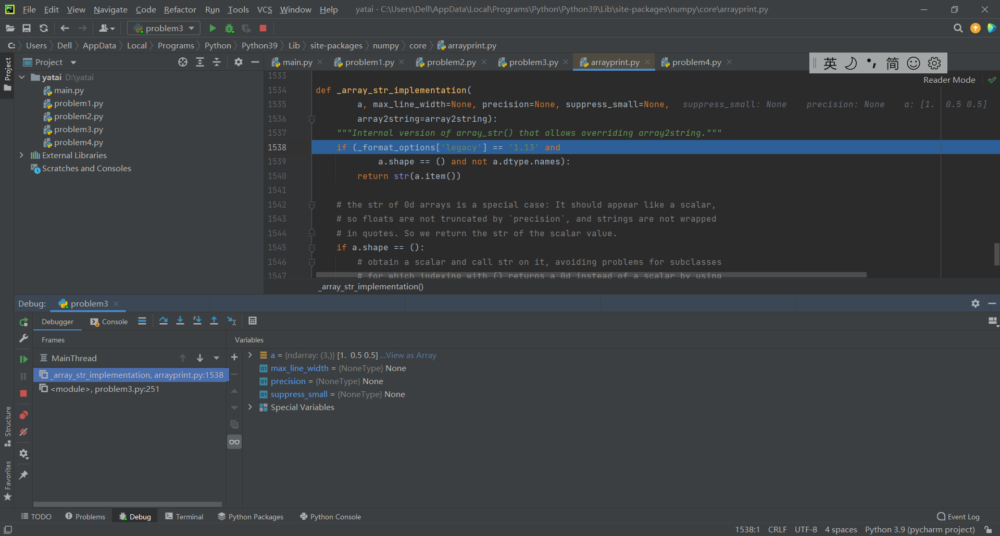 File Edit View Navigate Code Refactor Run Tools VCS Window Help yatai - C:\Users\Dell\AppData\Local\Programs\Python\Python39\Lib\site-packages\numpy\core\arrayprint.py
problem3
C: Users Dell AppData Local Programs Python Python39 Lib site-packages numpy core arrayprint.py
Project
Project
main.py problem1.py problem2.py problem3.py arrayprint.py problem4.py
英 简
Reader Mode
yatai D:\yatai
main.py
problem1.py
problem2.py
problem3.py
problem4.py
External Libraries
Scratches and Consoles
1533
1534 def _array_str_implementation(
1535 a, max_line_width=None, precision=None, suppress_small=None, suppress_small: None precision: None a: [1. 0.5 0.5]
1536 array2string=array2string):
1537 """Internal version of array_str() that allows overriding array2string."""
1538 if (_format_options['legacy'] == '1.13' and
1539 a.shape == () and not a.dtype.names):
1540 return str(a.item())
1541
1542 # the str of 0d arrays is a special case: It should appear like a scalar,
1543 # so floats are not truncated by `precision`, and strings are not wrapped
1544 # in quotes. So we return the str of the scalar value.
1545 if a.shape == ():
1546 # obtain a scalar and call str on it, avoiding problems for subclasses
1547 # for which indexing with () returns a 0d instead of a scalar by using
_array_str_implementation()
Debug: problem3
Debugger Console
Frames
MainThread
_array_str_implementation, arrayprint.py:1538
<module>, problem3.py:251
Variables
a = {ndarray: (3,)} [1. 0.5 0.5] ...View as Array
max_line_width = {NoneType} None
precision = {NoneType} None
suppress_small = {NoneType} None
Special Variables
Structure
Favorites
TODO Problems Debug Terminal Python Packages Python Console Event Log
1538:1 CRLF UTF-8 4 spaces Python 3.9 (pycharm project)